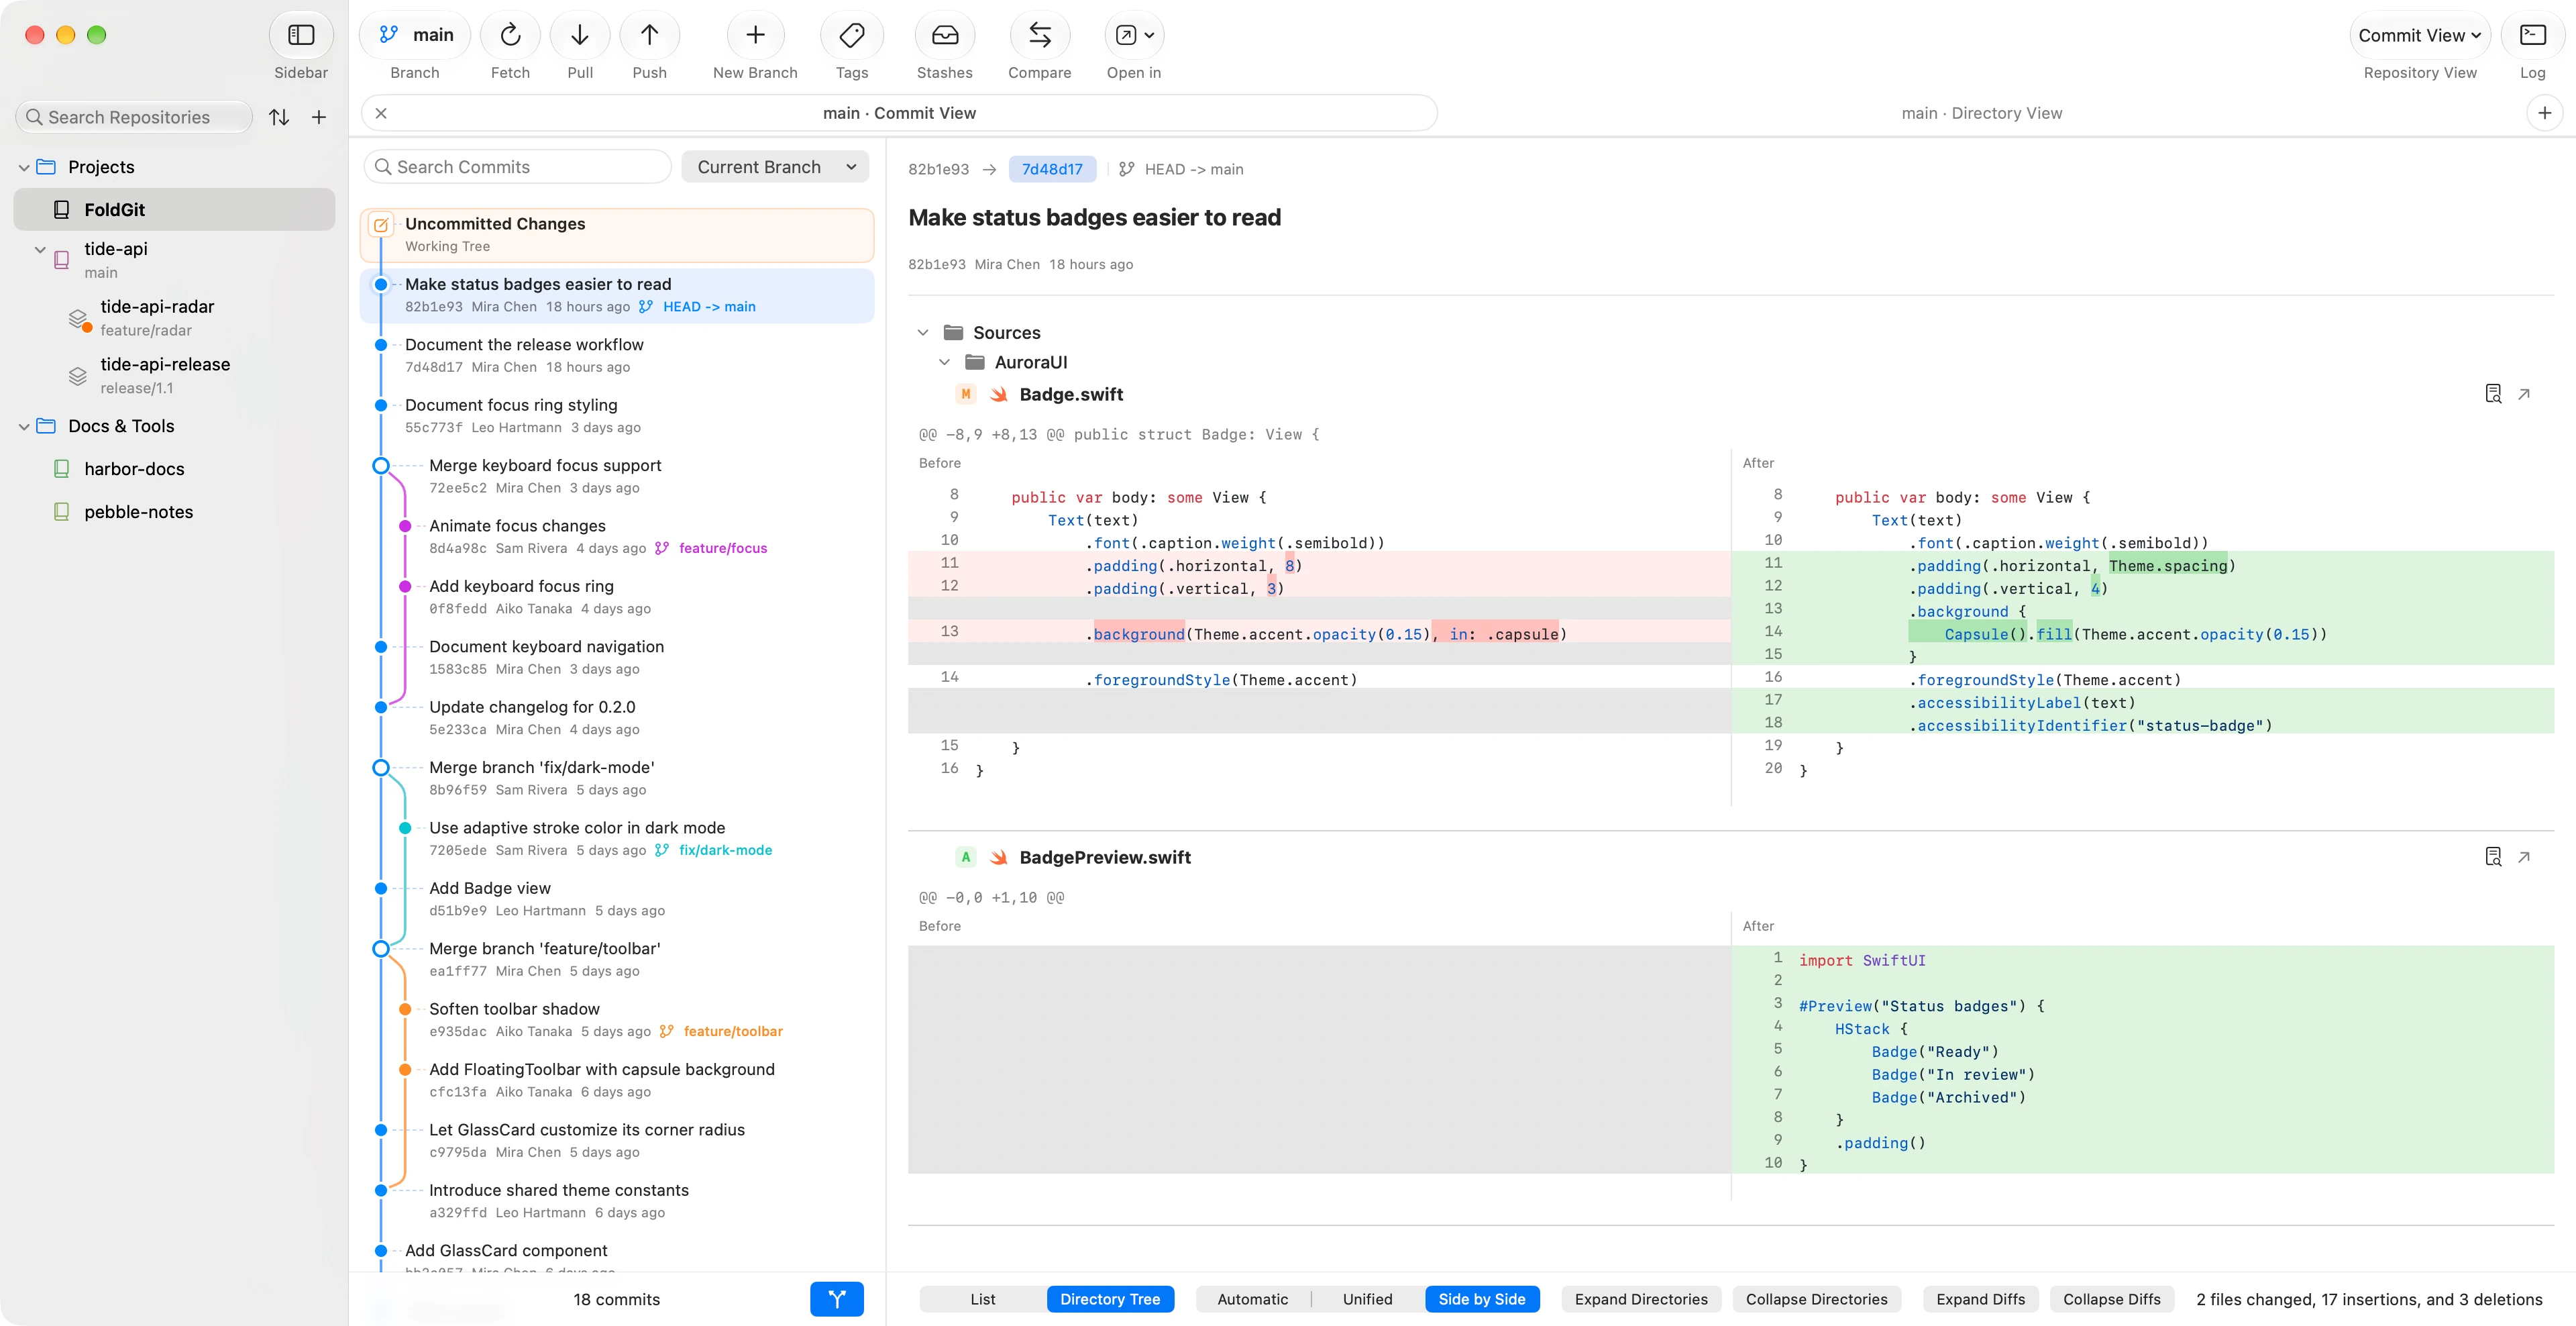 Sidebar
main
Branch
Fetch
Pull
Push
New Branch
Tags
Stashes
Compare
Open in
Commit View
Repository View
Log
Search Repositories
main · Commit View
main · Directory View
Projects
FoldGit
tide-api
main
tide-api-radar
feature/radar
tide-api-release
release/1.1
Docs & Tools
harbor-docs
pebble-notes
Search Commits
Current Branch
Uncommitted Changes
Working Tree
Make status badges easier to read
82b1e93 Mira Chen 18 hours ago HEAD -> main
Document the release workflow
7d48d17 Mira Chen 18 hours ago
Document focus ring styling
55c773f Leo Hartmann 3 days ago
Merge keyboard focus support
72ee5c2 Mira Chen 3 days ago
Animate focus changes
8d4a98c Sam Rivera 4 days ago feature/focus
Add keyboard focus ring
0f8fedd Aiko Tanaka 4 days ago
Document keyboard navigation
1583c85 Mira Chen 3 days ago
Update changelog for 0.2.0
5e233ca Mira Chen 4 days ago
Merge branch 'fix/dark-mode'
8b96f59 Sam Rivera 5 days ago
Use adaptive stroke color in dark mode
7205ede Sam Rivera 5 days ago fix/dark-mode
Add Badge view
d51b9e9 Leo Hartmann 5 days ago
Merge branch 'feature/toolbar'
ea1ff77 Mira Chen 5 days ago
Soften toolbar shadow
e935dac Aiko Tanaka 5 days ago feature/toolbar
Add FloatingToolbar with capsule background
cfc13fa Aiko Tanaka 6 days ago
Let GlassCard customize its corner radius
c9795da Mira Chen 5 days ago
Introduce shared theme constants
a329ffd Leo Hartmann 6 days ago
Add GlassCard component
18 commits
82b1e93 → 7d48d17 HEAD -> main
Make status badges easier to read
82b1e93 Mira Chen 18 hours ago
Sources
AuroraUI
M Badge.swift
@@ -8,9 +8,13 @@ public struct Badge: View {
Before
8 public var body: some View {
9 Text(text)
10 .font(.caption.weight(.semibold))
11 .padding(.horizontal, 8)
12 .padding(.vertical, 3)
13 .background(Theme.accent.opacity(0.15), in: .capsule)
14 .foregroundStyle(Theme.accent)
15 }
16 }
After
8 public var body: some View {
9 Text(text)
10 .font(.caption.weight(.semibold))
11 .padding(.horizontal, Theme.spacing)
12 .padding(.vertical, 4)
13 .background {
14 Capsule().fill(Theme.accent.opacity(0.15))
15 }
16 .foregroundStyle(Theme.accent)
17 .accessibilityLabel(text)
18 .accessibilityIdentifier("status-badge")
19 }
20 }
A BadgePreview.swift
@@ -0,0 +1,10 @@
Before
After
1 import SwiftUI
2
3 #Preview("Status badges") {
4 HStack {
5 Badge("Ready")
6 Badge("In review")
7 Badge("Archived")
8 }
9 .padding()
10 }
List
Directory Tree
Automatic
Unified
Side by Side
Expand Directories
Collapse Directories
Expand Diffs
Collapse Diffs
2 files changed, 17 insertions, and 3 deletions